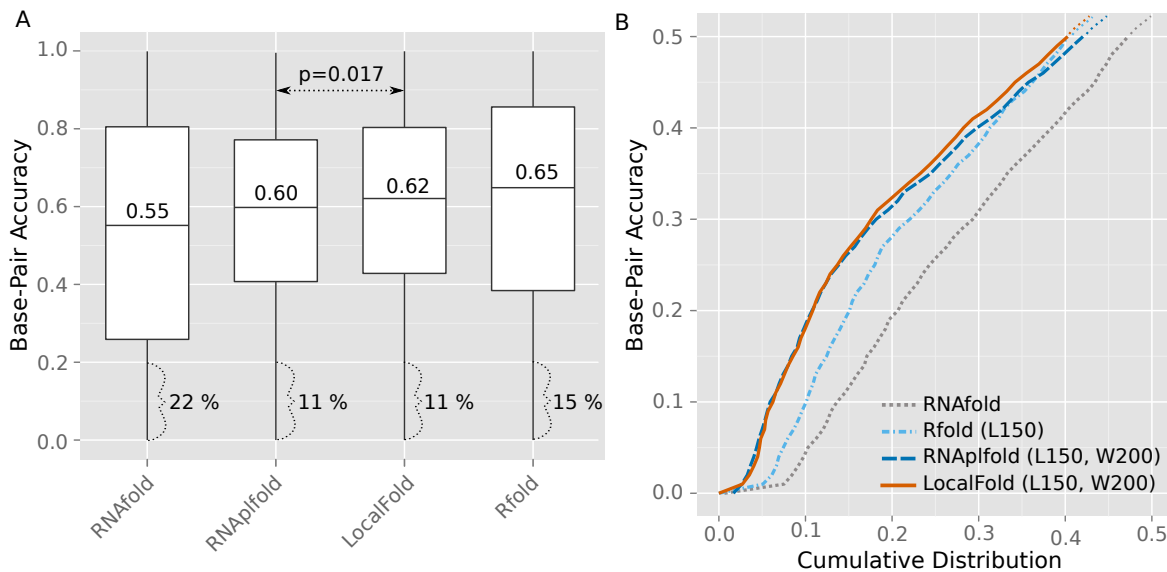 A
Base-Pair Accuracy
1.0
0.8
0.6
0.4
0.2
0.0
p=0.017
0.55
0.60
0.62
0.65
22 %
11 %
11 %
15 %
RNAfold
RNAplfold
LocalFold
Rfold
B
Base-Pair Accuracy
0.5
0.4
0.3
0.2
0.1
0.0
RNAfold
Rfold (L150)
RNAplfold (L150, W200)
LocalFold (L150, W200)
0.0 0.1 0.2 0.3 0.4 0.5
Cumulative Distribution